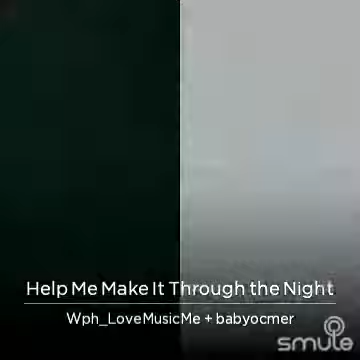 Help Me Make It Through the Night
Wph_LoveMusicMe + babyocmer
smule